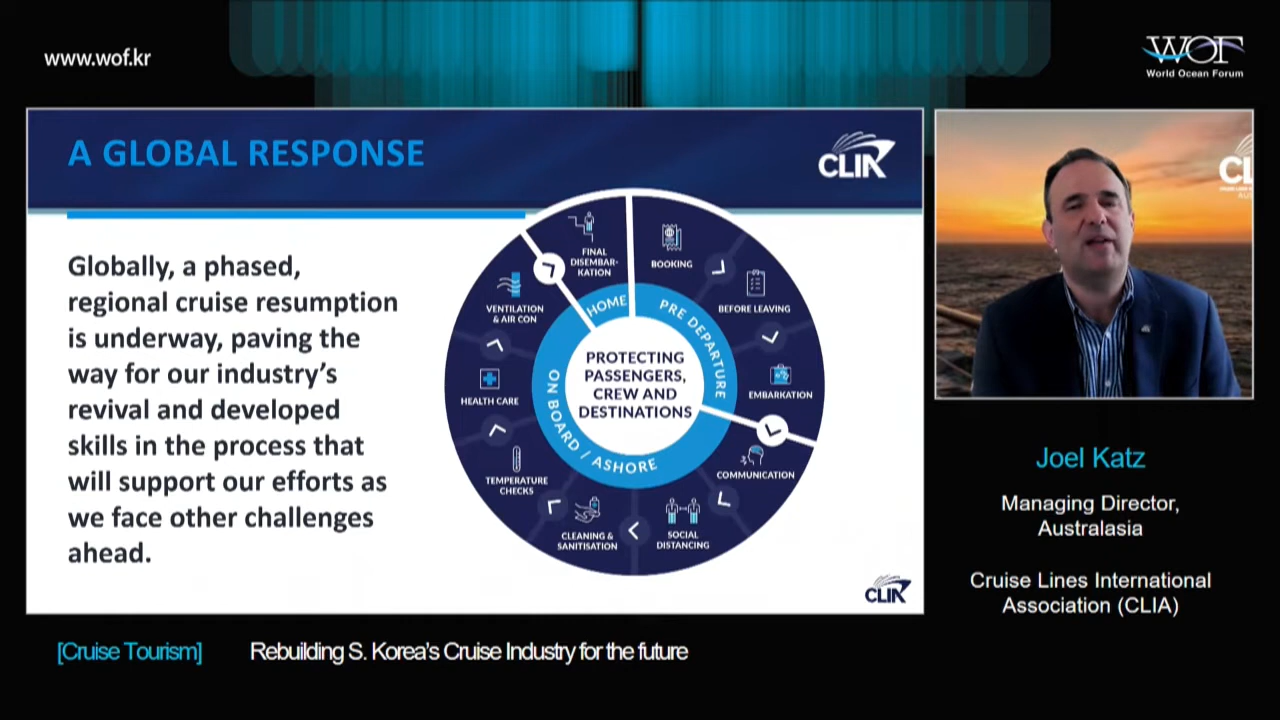 www.wof.kr
WOF
World Ocean Forum
A GLOBAL RESPONSE
CLIA
Globally, a phased,
regional cruise resumption
is underway, paving the
way for our industry's
revival and developed
skills in the process that
will support our efforts as
we face other challenges
ahead.
BOOKING
BEFORE LEAVING
EMBARKATION
COMMUNICATION
SOCIAL
DISTANCING
CLEANING &
SANITISATION
TEMPERATURE
CHECKS
HEALTH CARE
VENTILATION
& AIR CON
FINAL
DISEMBAR-
KATION
HOME
PRE DEPARTURE
ON BOARD / ASHORE
PROTECTING
PASSENGERS,
CREW AND
DESTINATIONS
CLIA
CL
Joel Katz
Managing Director,
Australasia
Cruise Lines International
Association (CLIA)
[Cruise Tourism] Rebuilding S. Korea's Cruise Industry for the future